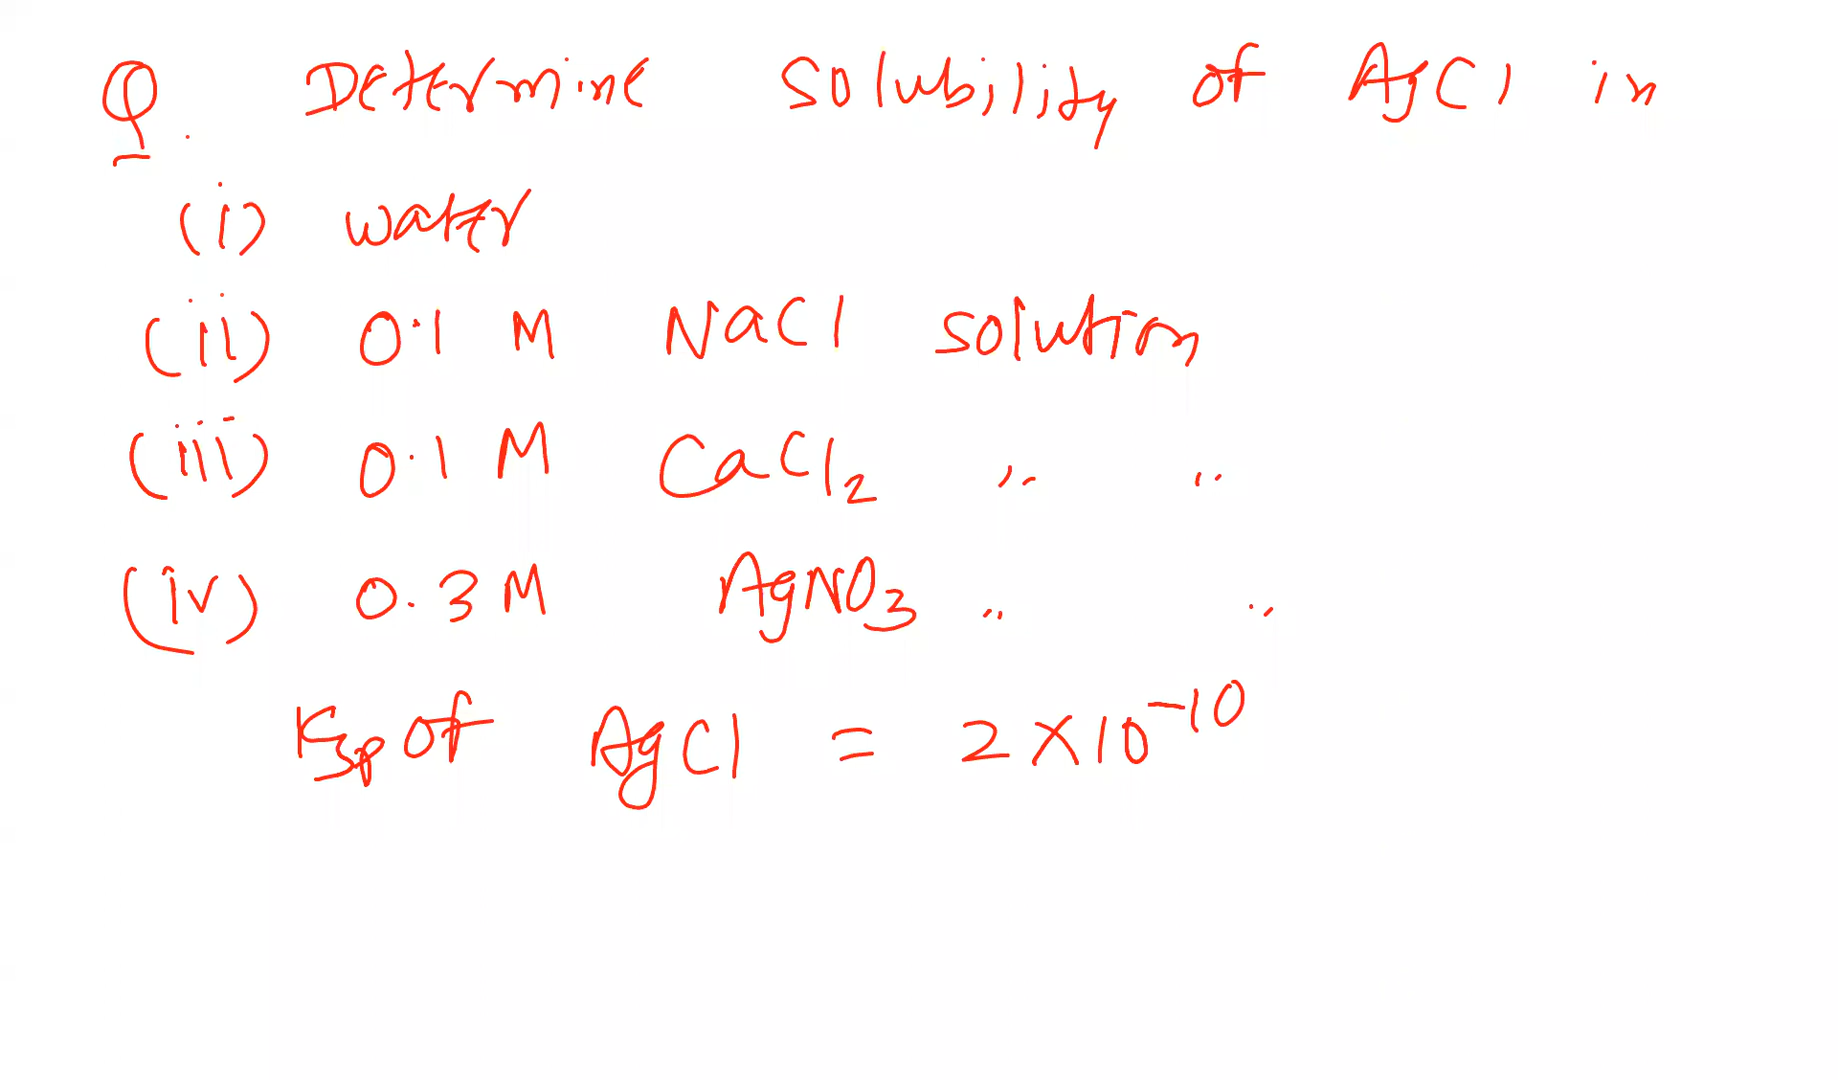 Q. Determine solubility of AgCl in
(i) water
(ii) 0.1 M NaCl solution
(iii) 0.1 M CaCl₂ " "
(iv) 0.3 M AgNO₃ " "
Ksp of AgCl = 2 × 10⁻¹⁰